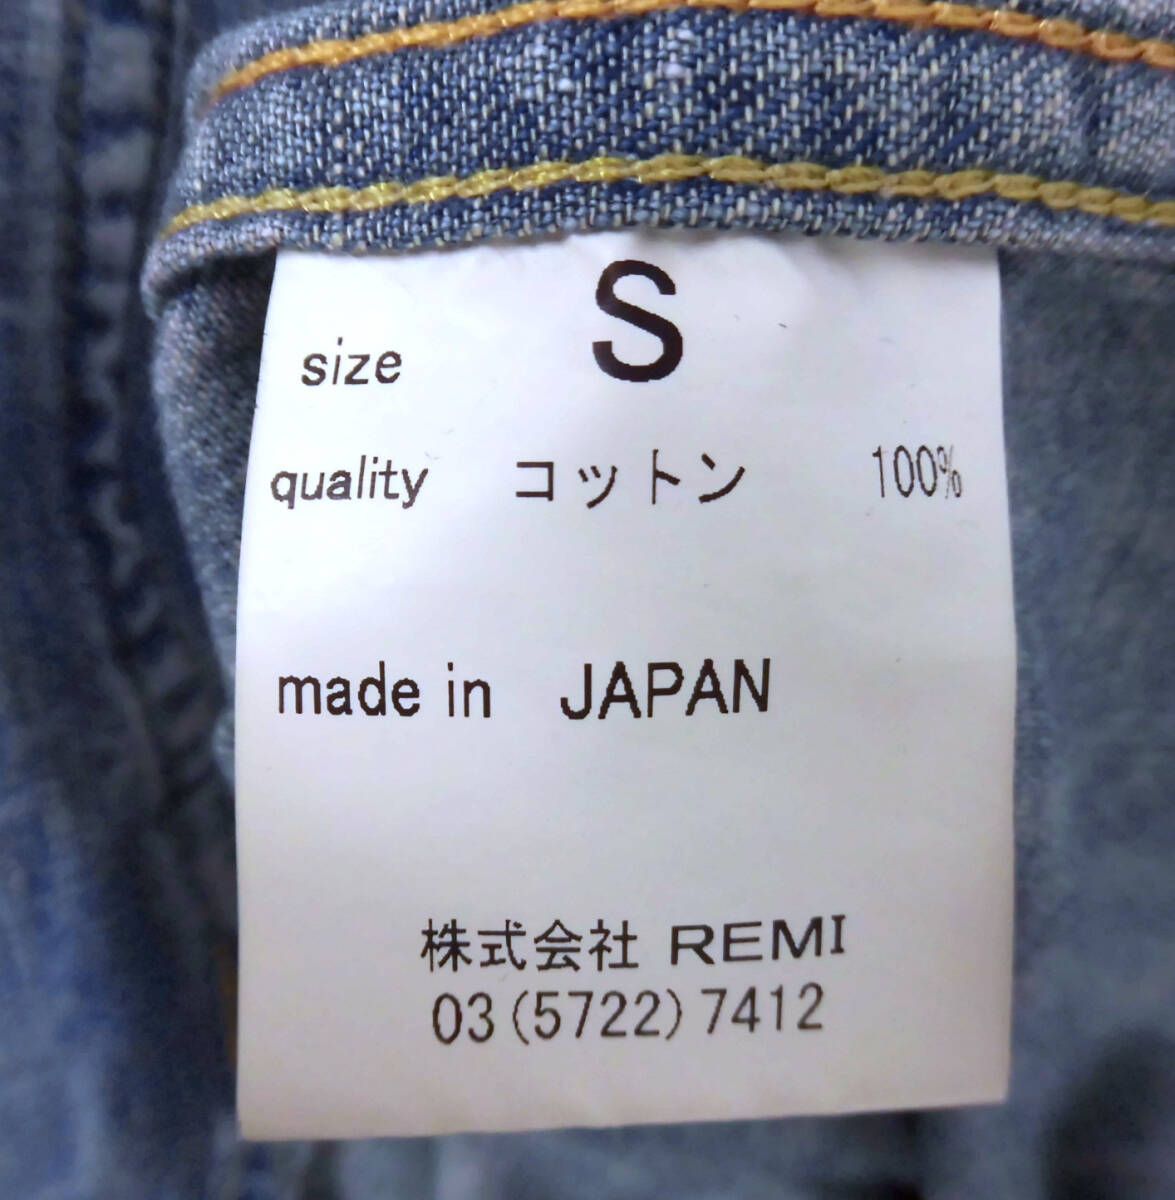 size S
quality コットン 100%
made in JAPAN
株式会社 REMI
03(5722)7412